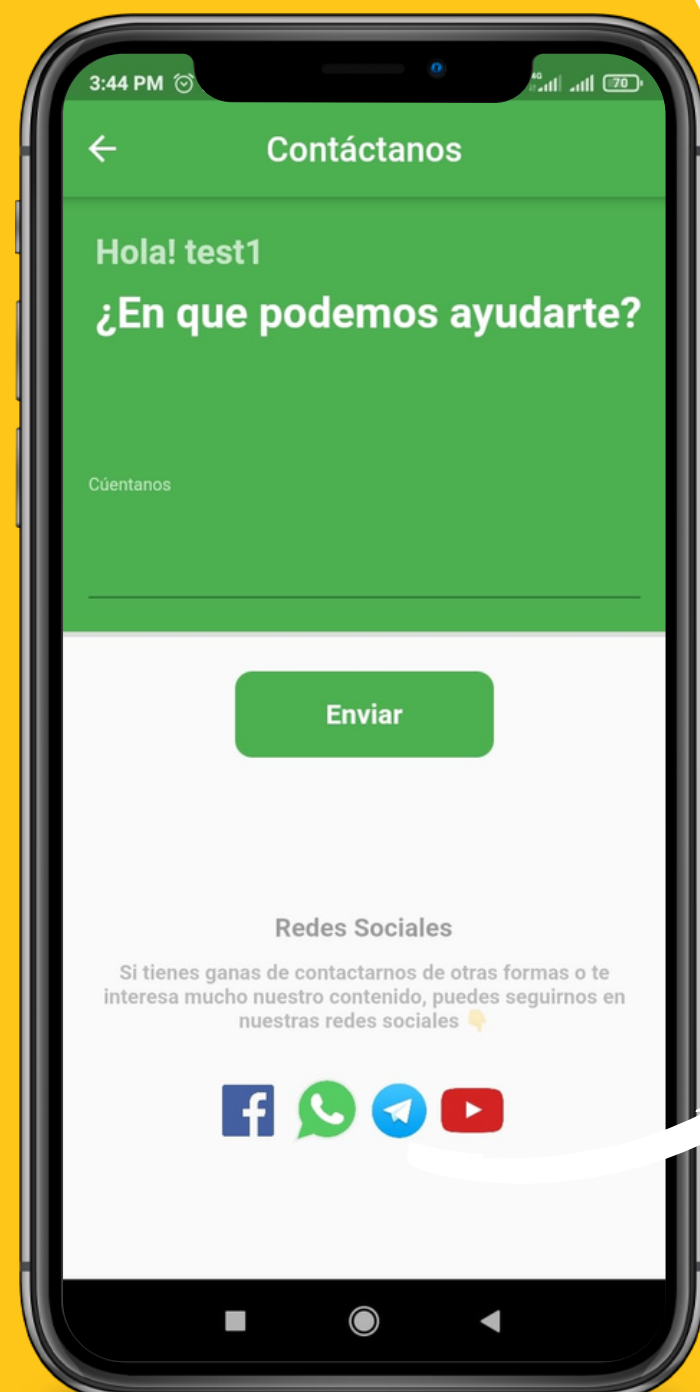 3:44 PM
4G
70
Contáctanos
Hola! test1
¿En que podemos ayudarte?
Cúentanos
Enviar
Redes Sociales
Si tienes ganas de contactarnos de otras formas o te
interesa mucho nuestro contenido, puedes seguirnos en
nuestras redes sociales 👇